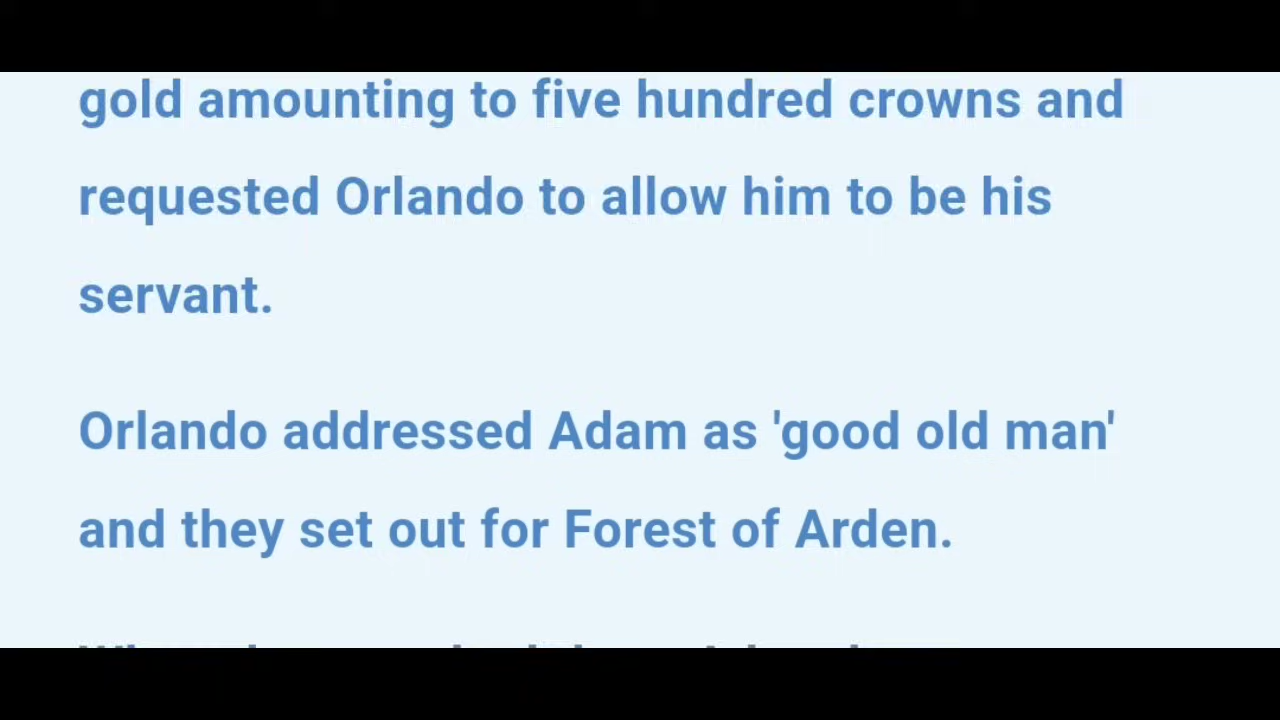 gold amounting to five hundred crowns and
requested Orlando to allow him to be his
servant.
Orlando addressed Adam as 'good old man'
and they set out for Forest of Arden.